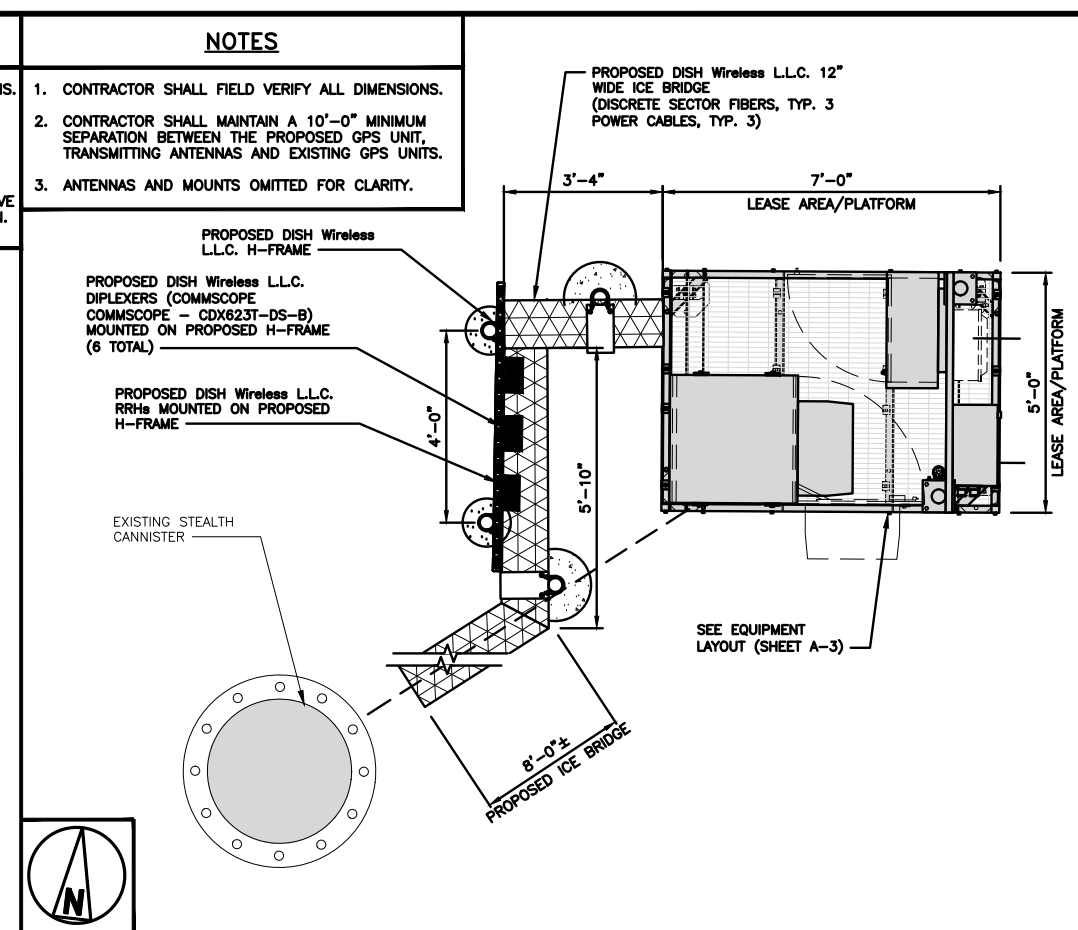 NOTES
NS.
1. CONTRACTOR SHALL FIELD VERIFY ALL DIMENSIONS.
2. CONTRACTOR SHALL MAINTAIN A 10'-0" MINIMUM
SEPARATION BETWEEN THE PROPOSED GPS UNIT,
TRANSMITTING ANTENNAS AND EXISTING GPS UNITS.
3. ANTENNAS AND MOUNTS OMITTED FOR CLARITY.
VE
PROPOSED DISH Wireless L.L.C. 12"
WIDE ICE BRIDGE
(DISCRETE SECTOR FIBERS, TYP. 3
POWER CABLES, TYP. 3)
3'-4"
7'-0"
LEASE AREA/PLATFORM
PROPOSED DISH Wireless
L.L.C. H-FRAME
PROPOSED DISH Wireless L.L.C.
DIPLEXERS (COMMSCOPE
COMMSCOPE - CDX623T-DS-B)
MOUNTED ON PROPOSED H-FRAME
(6 TOTAL)
PROPOSED DISH Wireless L.L.C.
RRHs MOUNTED ON PROPOSED
H-FRAME
4'-0"
5'-10"
5'-0"
LEASE AREA/PLATFORM
EXISTING STEALTH
CANNISTER
SEE EQUIPMENT
LAYOUT (SHEET A-3)
8'-0"±
PROPOSED ICE BRIDGE
N